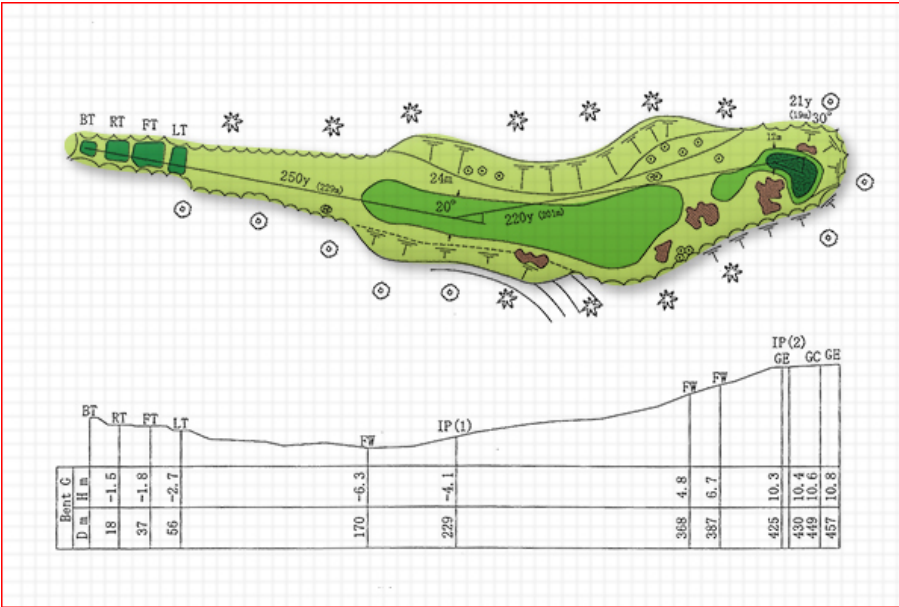 BT RT FT LT
21y
(19m) 30°
12m
24m
250y (229m)
20°
220y (201m)
IP(2)
GE GC GE
BT RT FT LT FW IP(1) FW FW
Bent G
H m -1.5 -1.8 -2.7 -6.3 -4.1 4.8 6.7 10.3 10.4 10.6 10.8
D m 18 37 56 170 229 368 387 425 430 449 457